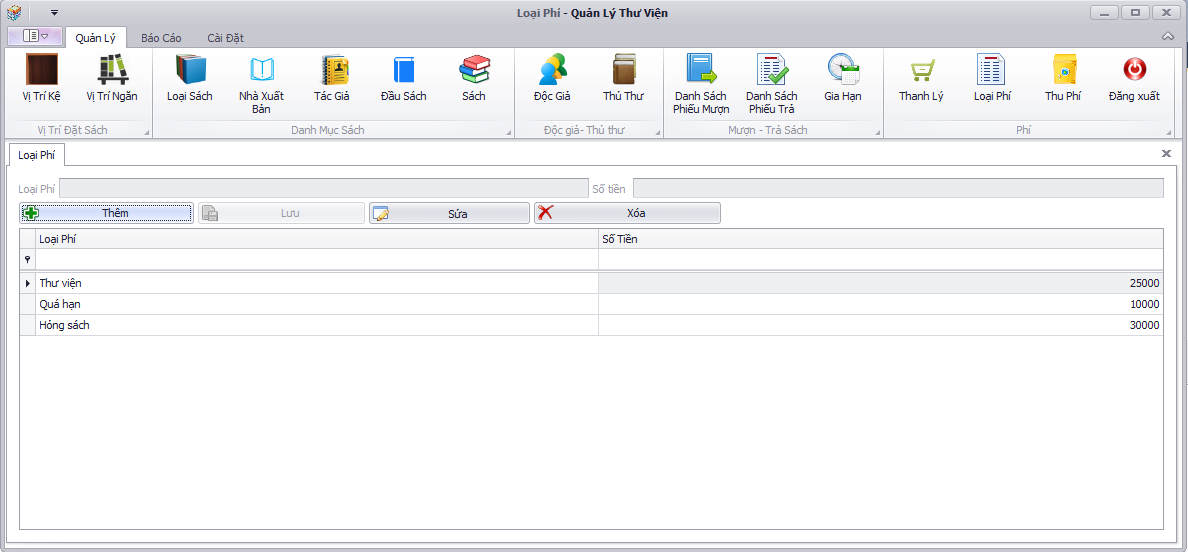 Loại Phí - Quản Lý Thư Viện
Quản Lý Báo Cáo Cài Đặt
Vị Trí Kệ Vị Trí Ngăn Loại Sách Nhà Xuất Bản Tác Giả Đầu Sách Sách Độc Giả Thủ Thư Danh Sách Phiếu Mượn Danh Sách Phiếu Trả Gia Hạn Thanh Lý Loại Phí Thu Phí Đăng xuất
Vị Trí Đặt Sách Danh Mục Sách Độc giả- Thủ thư Mượn - Trả Sách Phí
Loại Phí
Loại Phí Số tiền
Thêm Lưu Sửa Xóa
Loại Phí Số Tiền
Thư viện 25000
Quá hạn 10000
Hỏng sách 30000